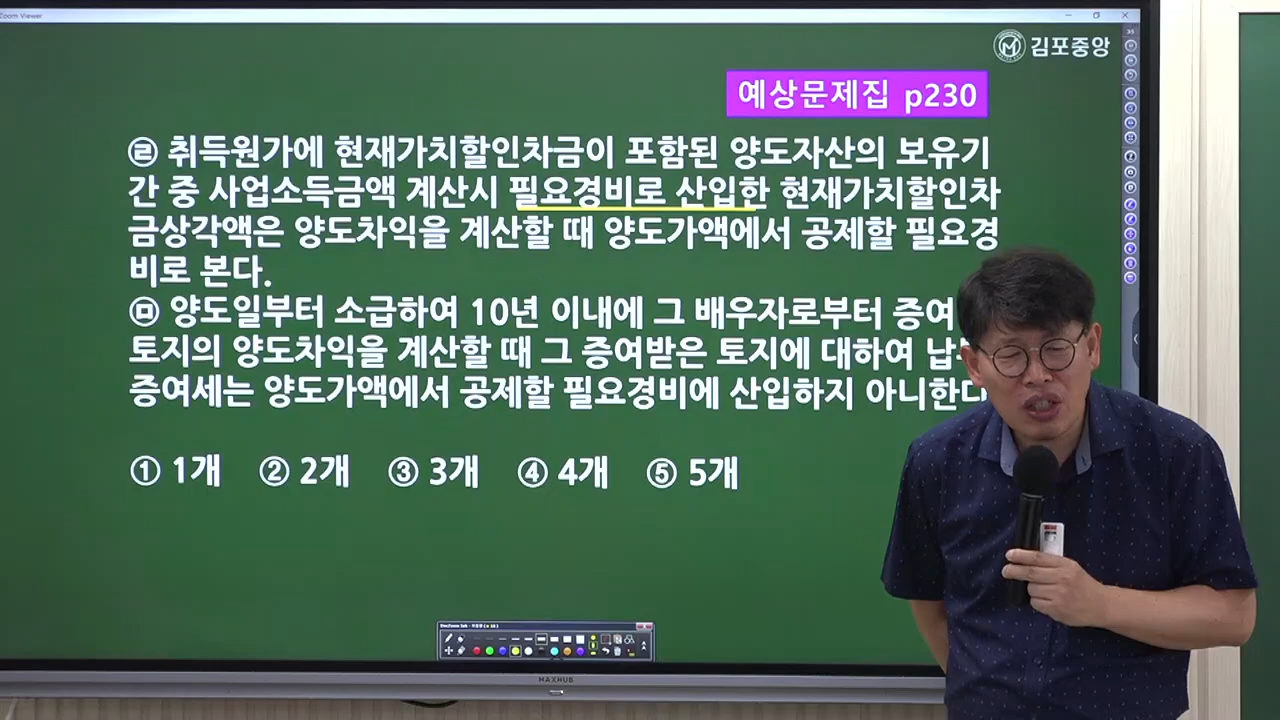 Zoom Viewer
김포중앙
예상문제집 p230
㉣ 취득원가에 현재가치할인차금이 포함된 양도자산의 보유기
간 중 사업소득금액 계산시 필요경비로 산입한 현재가치할인차
금상각액은 양도차익을 계산할 때 양도가액에서 공제할 필요경
비로 본다.
㉤ 양도일부터 소급하여 10년 이내에 그 배우자로부터 증여
토지의 양도차익을 계산할 때 그 증여받은 토지에 대하여
증여세는 양도가액에서 공제할 필요경비에 산입하지 아니한다
① 1개 ② 2개 ③ 3개 ④ 4개 ⑤ 5개
MAXHUB